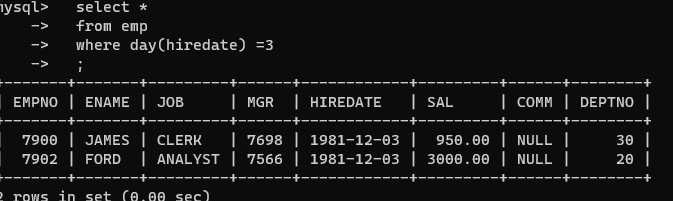 mysql>   select *
    ->   from emp
    ->   where day(hiredate) =3
    ->   ;
+-------+-------+---------+------+------------+---------+------+--------+
| EMPNO | ENAME | JOB     | MGR  | HIREDATE   | SAL     | COMM | DEPTNO |
+-------+-------+---------+------+------------+---------+------+--------+
|  7900 | JAMES | CLERK   | 7698 | 1981-12-03 |  950.00 | NULL |     30 |
|  7902 | FORD  | ANALYST | 7566 | 1981-12-03 | 3000.00 | NULL |     20 |
+-------+-------+---------+------+------------+---------+------+--------+
2 rows in set (0.00 sec)